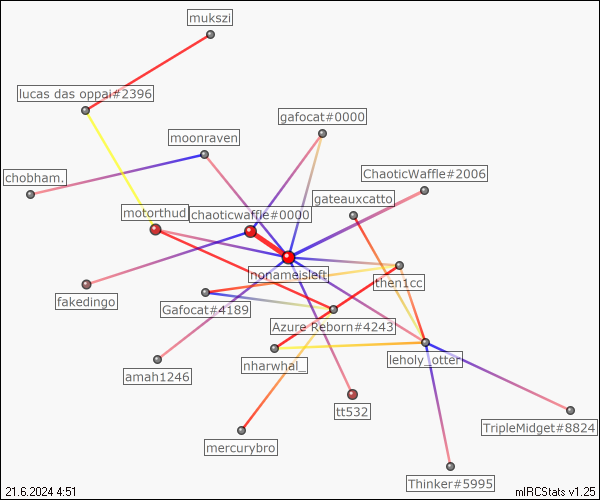 mukszi
lucas das oppai#2396
gafocat#0000
moonraven
chobham.
ChaoticWaffle#2006
gateauxcatto
motorthud
chaoticwaffle#0000
nonameisleft
then1cc
fakedingo
Gafocat#4189
Azure Reborn#4243
nharwhal_
leholy_otter
amah1246
tt532
TripleMidget#8824
mercurybro
Thinker#5995
21.6.2024 4:51
mIRCStats v1.25